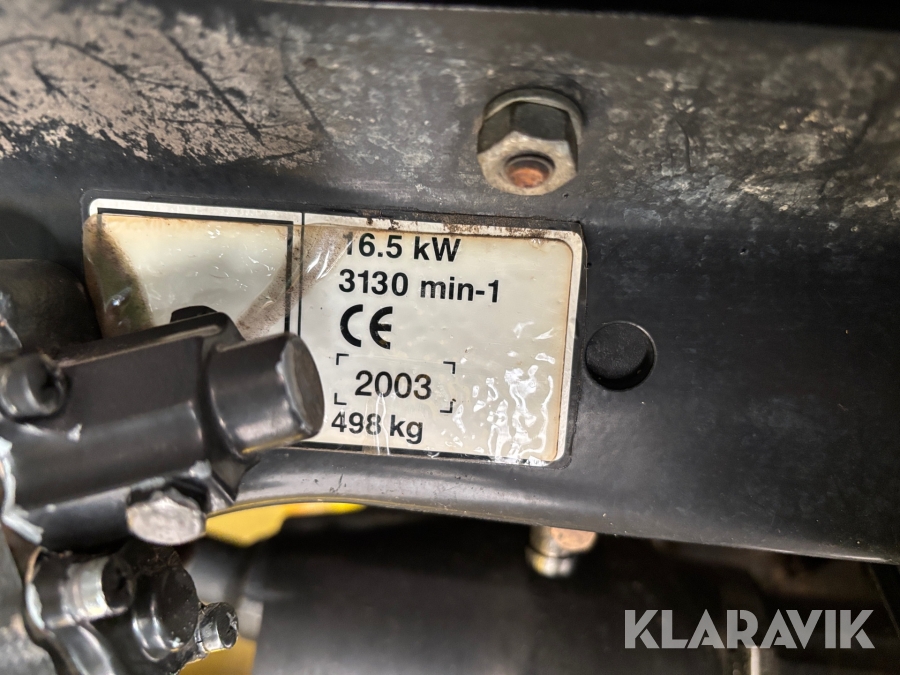 16.5 kW
3130 min-1
CE
2003
498 kg
KLARAVIK